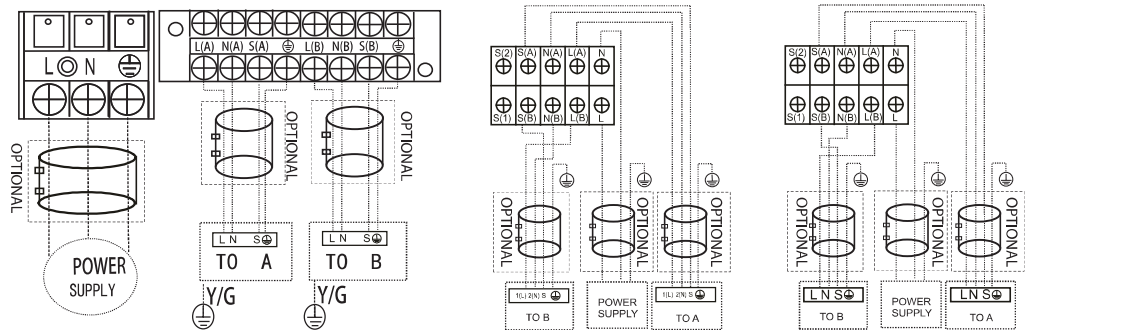 L N
OPTIONAL
POWER
SUPPLY
L(A) N(A) S(A) L(B) N(B) S(B)
OPTIONAL
OPTIONAL
L N S
TO A
Y/G
L N S
TO B
Y/G
S(2) S(A) N(A) L(A) N
S(1) S(B) N(B) L(B) L
OPTIONAL
OPTIONAL
OPTIONAL
1(L) 2(N) S
TO B
POWER
SUPPLY
1(L) 2(N) S
TO A
S(2) S(A) N(A) L(A) N
S(1) S(B) N(B) L(B) L
OPTIONAL
OPTIONAL
OPTIONAL
L N S
TO B
POWER
SUPPLY
L N S
TO A